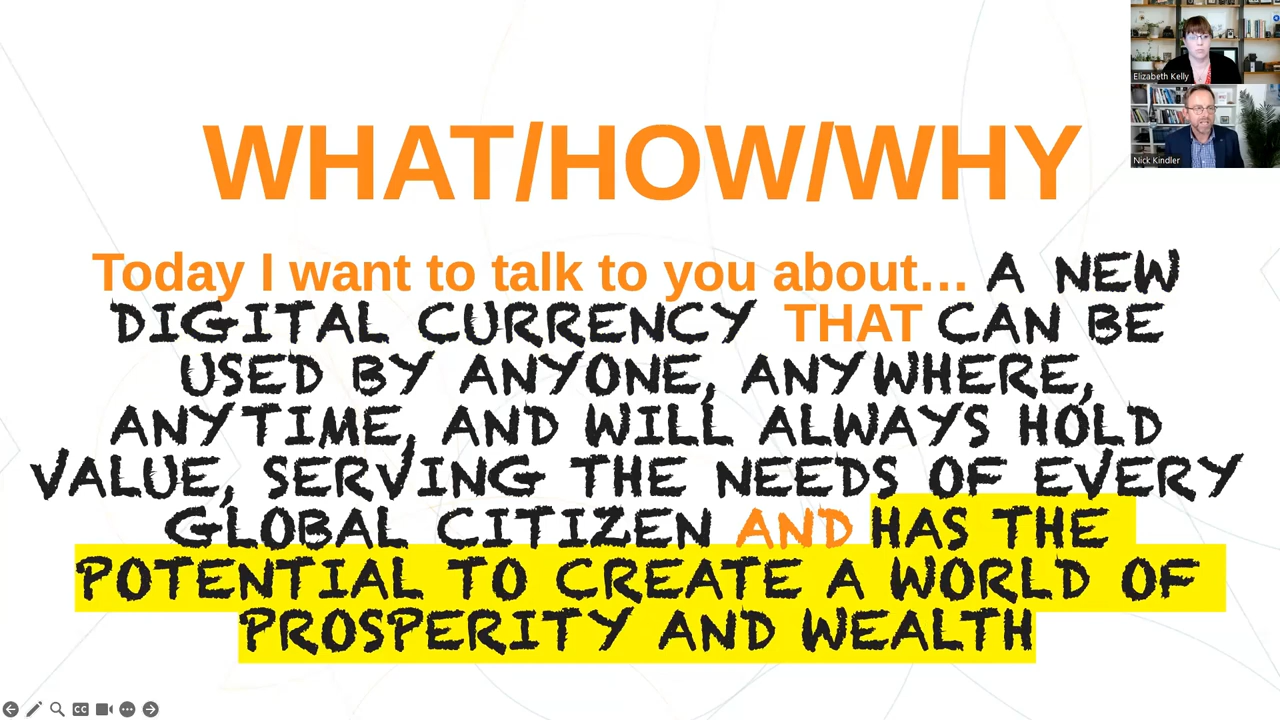 Elizabeth Kelly
Nick Kindler
WHAT/HOW/WHY
Today I want to talk to you about... A NEW
DIGITAL CURRENCY THAT CAN BE
USED BY ANYONE, ANYWHERE,
ANYTIME, AND WILL ALWAYS HOLD
VALUE, SERVING THE NEEDS OF EVERY
GLOBAL CITIZEN AND HAS THE
POTENTIAL TO CREATE A WORLD OF
PROSPERITY AND WEALTH
CC